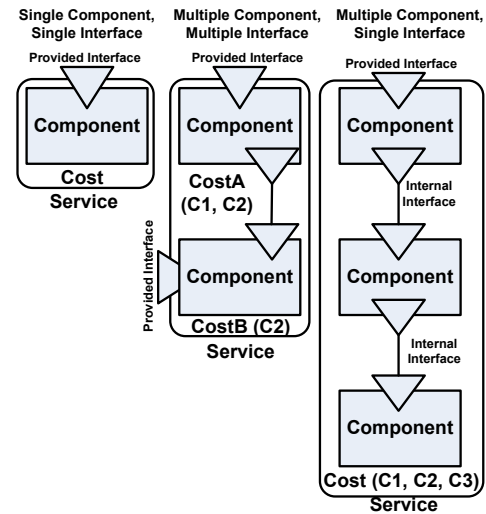 Single Component,
Single Interface
Provided Interface
Component
Cost
Service
Multiple Component,
Multiple Interface
Provided Interface
Component
CostA
(C1, C2)
Provided Interface
Component
CostB (C2)
Service
Multiple Component,
Single Interface
Provided Interface
Component
Internal
Interface
Component
Internal
Interface
Component
Cost (C1, C2, C3)
Service